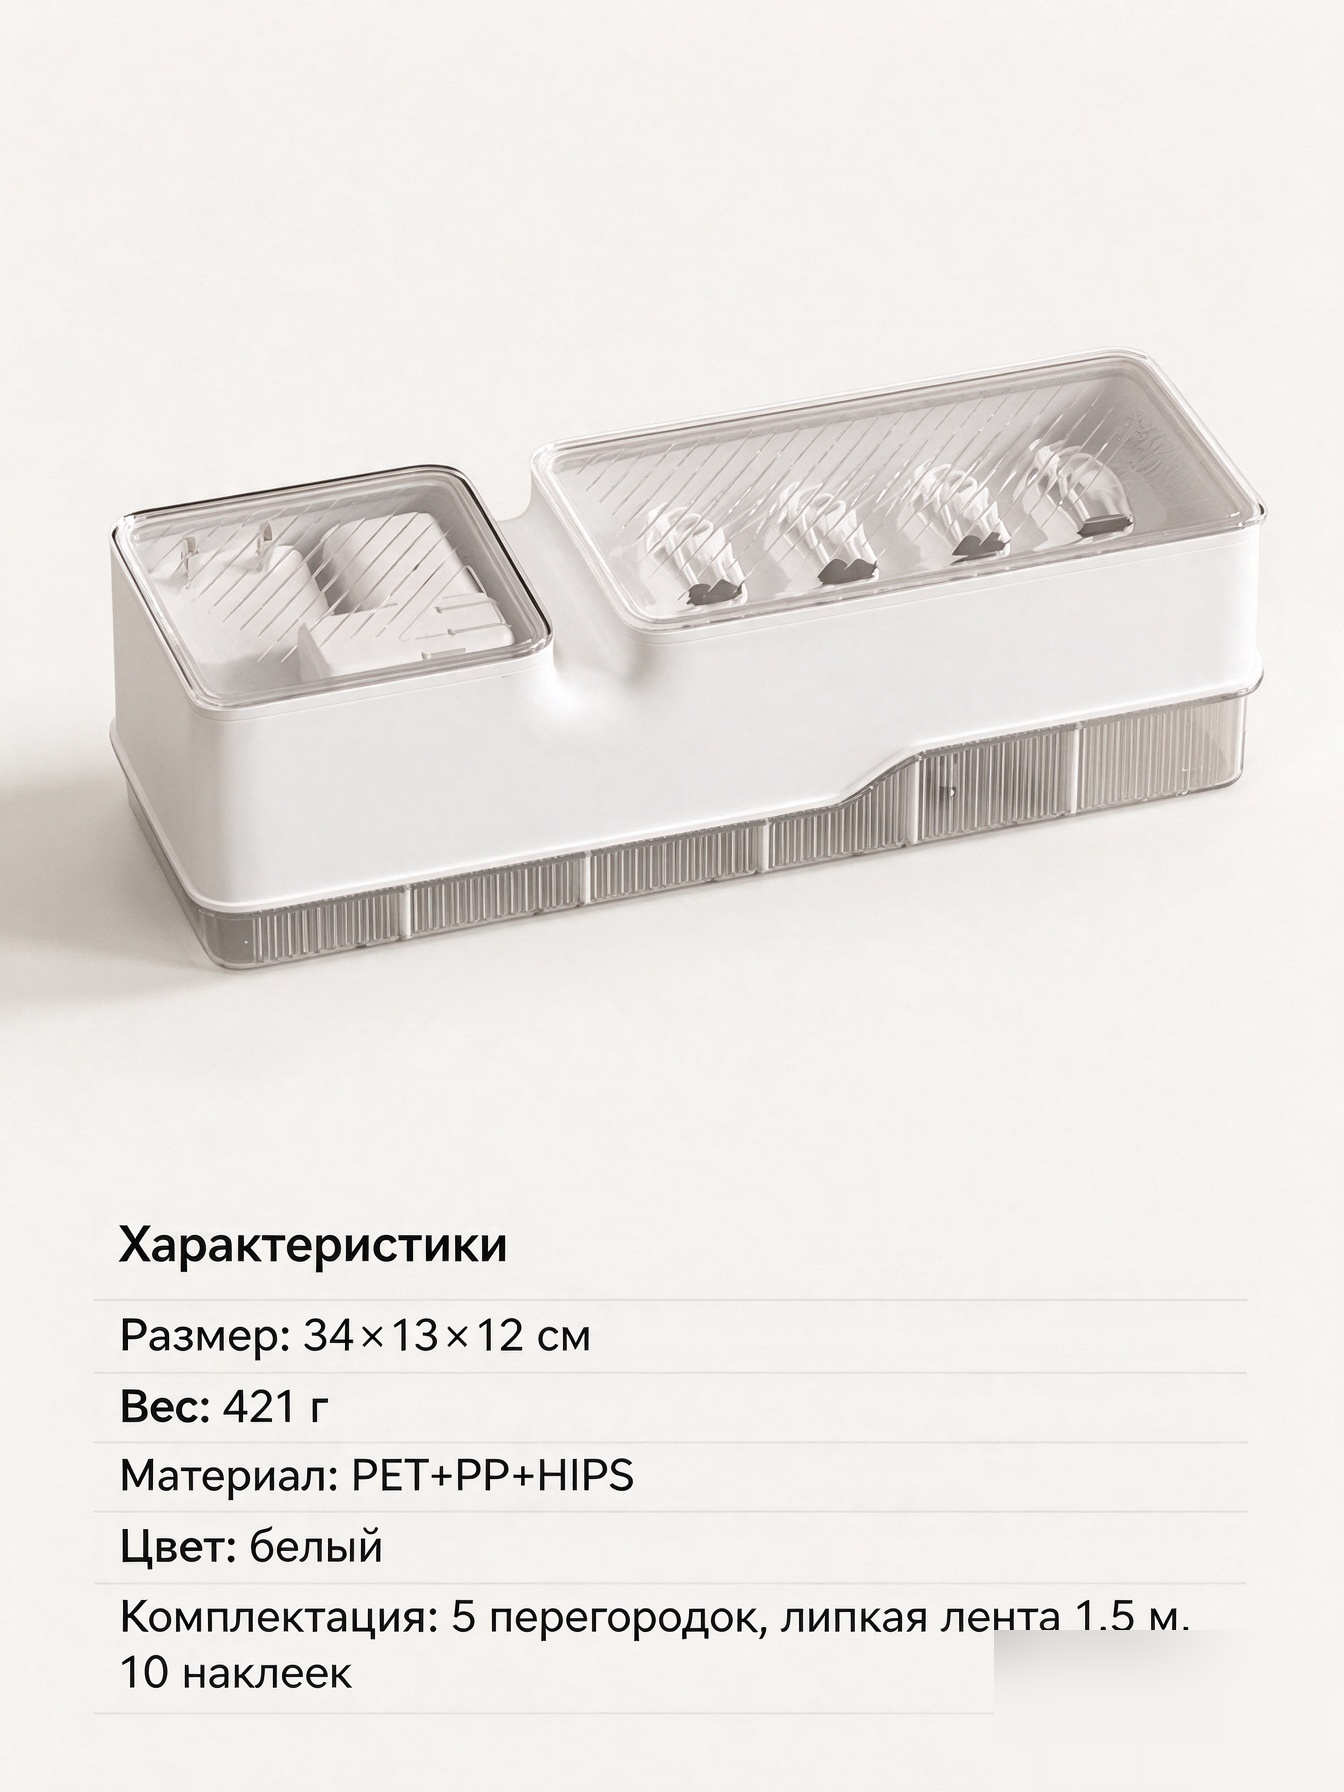 Характеристики
Размер: 34×13×12 см
Вес: 421 г
Материал: PET+PP+HIPS
Цвет: белый
Комплектация: 5 перегородок, липкая лента 1.5 м,
10 наклеек